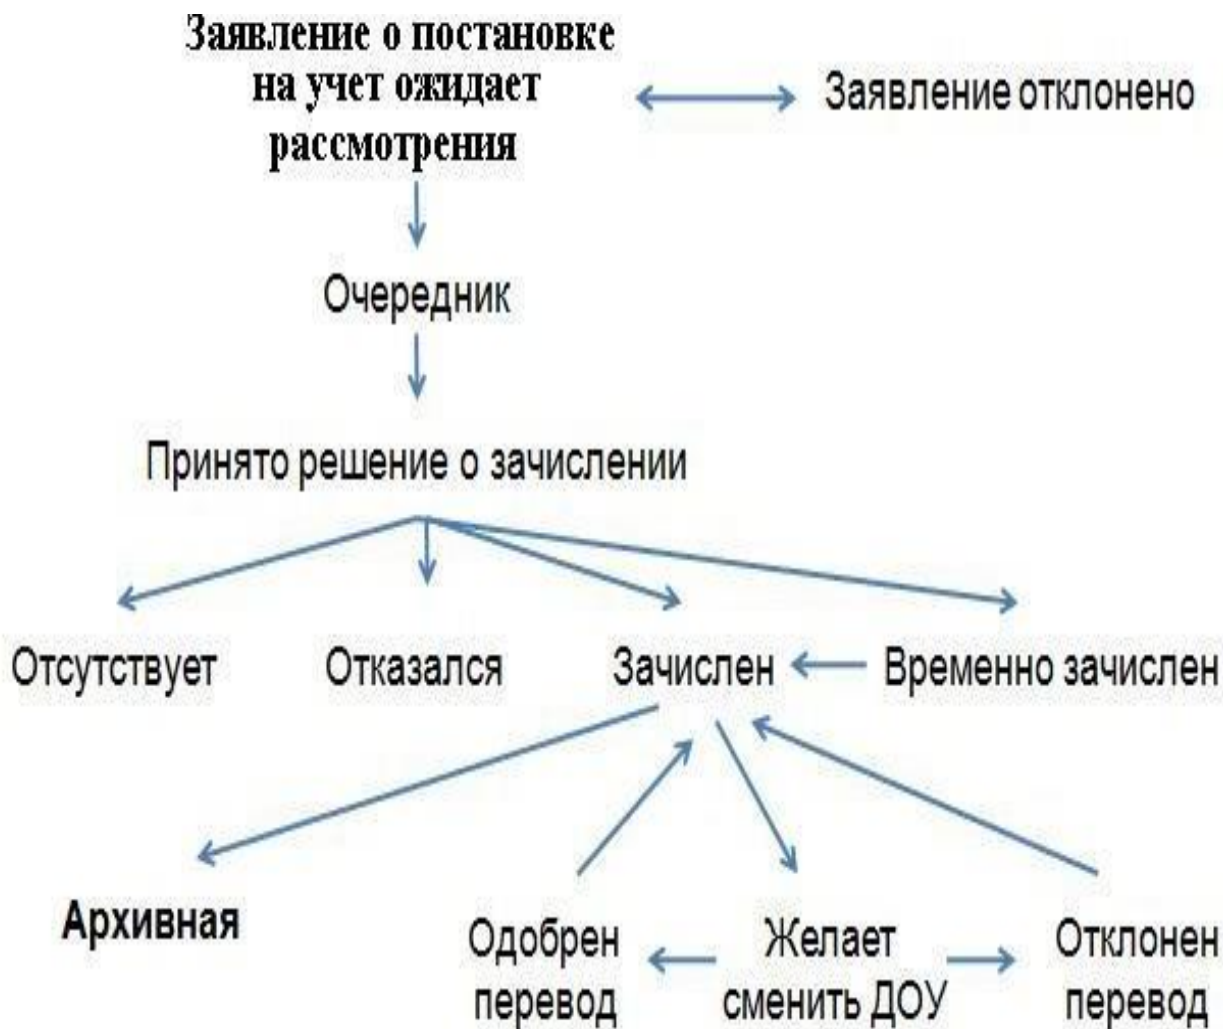 Заявление о постановке
на учет ожидает
рассмотрения
Заявление отклонено
Очередник
Принято решение о зачислении
Отсутствует
Отказался
Зачислен
Временно зачислен
Архивная
Одобрен
перевод
Желает
сменить ДОУ
Отклонен
перевод